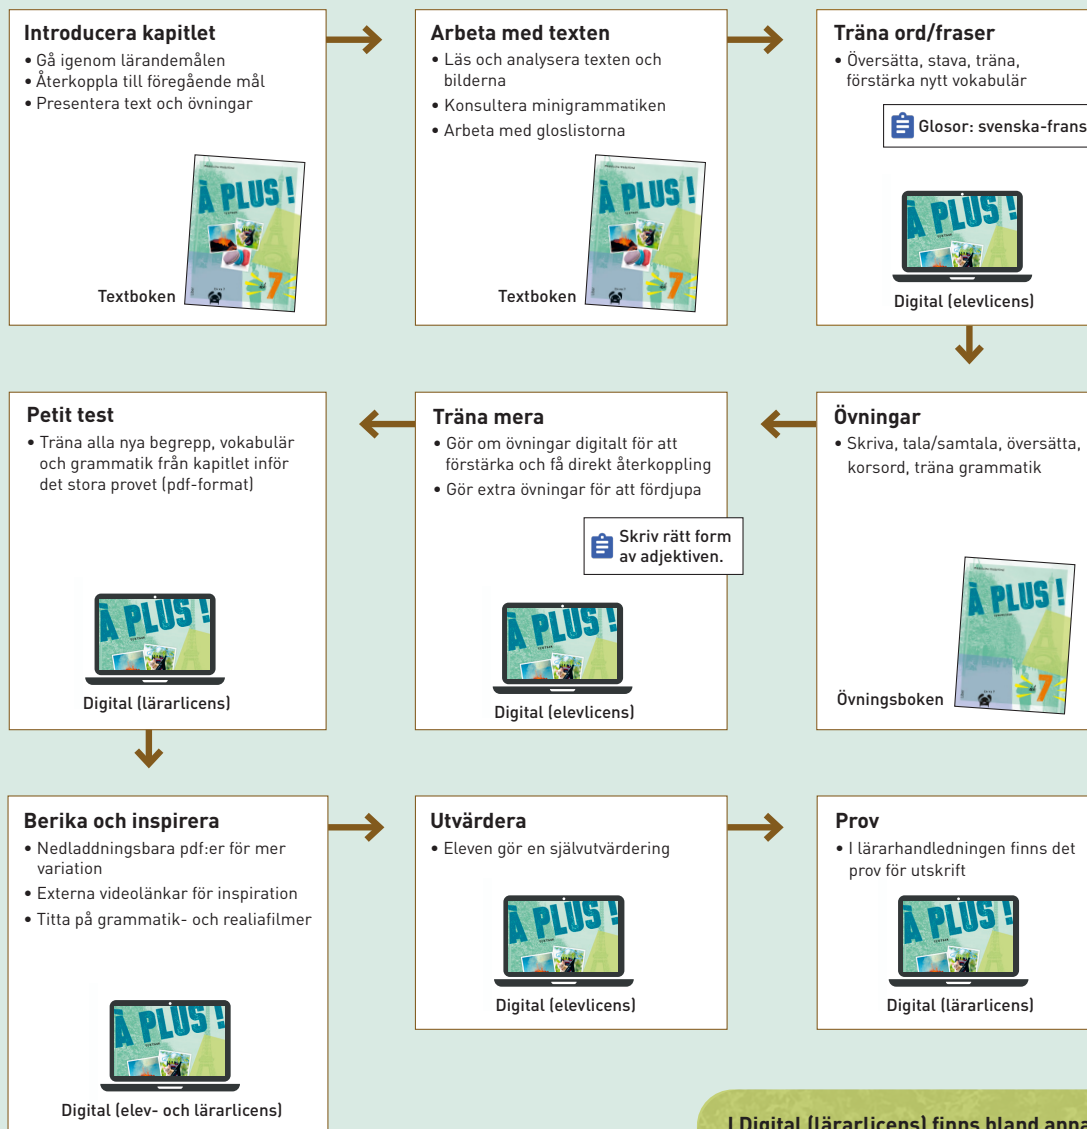 Introducera kapitlet
• Gå igenom lärandemålen
• Återkoppla till föregående mål
• Presentera text och övningar
À PLUS !
7
Textboken
Arbeta med texten
• Läs och analysera texten och
bilderna
• Konsultera minigrammatiken
• Arbeta med gloslistorna
À PLUS !
7
Textboken
Träna ord/fraser
• Översätta, stava, träna,
förstärka nytt vokabulär
Glosor: svenska-frans
À PLUS !
Digital (elevlicens)
Petit test
• Träna alla nya begrepp, vokabulär
och grammatik från kapitlet inför
det stora provet (pdf-format)
À PLUS !
Digital (lärarlicens)
Träna mera
• Gör om övningar digitalt för att
förstärka och få direkt återkoppling
• Gör extra övningar för att fördjupa
Skriv rätt form
av adjektiven.
À PLUS !
Digital (elevlicens)
Övningar
• Skriva, tala/samtala, översätta,
korsord, träna grammatik
À PLUS !
7
Övningsboken
Berika och inspirera
• Nedladdningsbara pdf:er för mer
variation
• Externa videolänkar för inspiration
• Titta på grammatik- och realiafilmer
À PLUS !
Digital (elev- och lärarlicens)
Utvärdera
• Eleven gör en självutvärdering
À PLUS !
Digital (elevlicens)
Prov
• I lärarhandledningen finns det
prov för utskrift
À PLUS !
Digital (lärarlicens)
I Digital (lärarlicens) finns bland anna